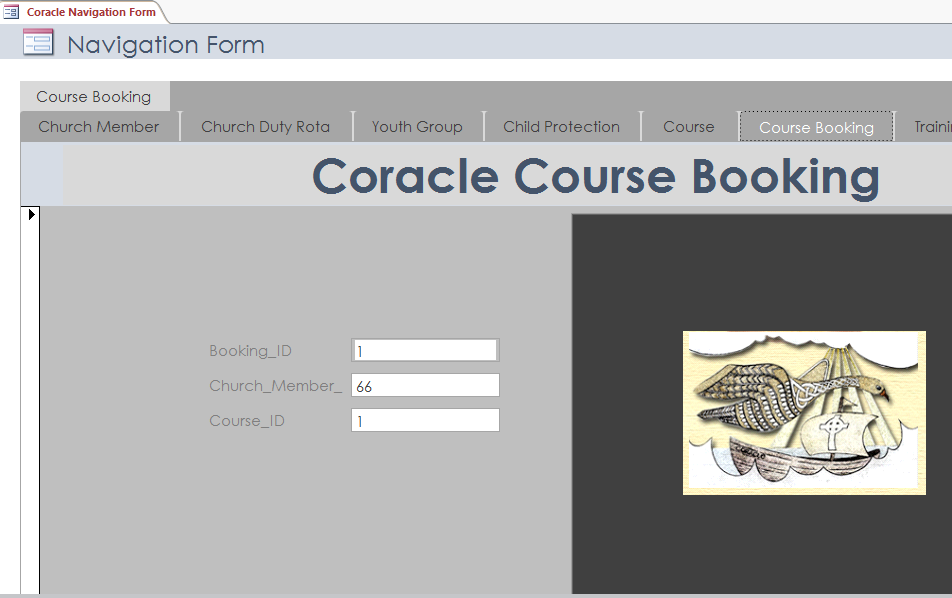 Coracle Navigation Form
Navigation Form
Course Booking
Church Member Church Duty Rota Youth Group Child Protection Course Course Booking Traini
Coracle Course Booking
Booking_ID 1
Church_Member_ 66
Course_ID 1